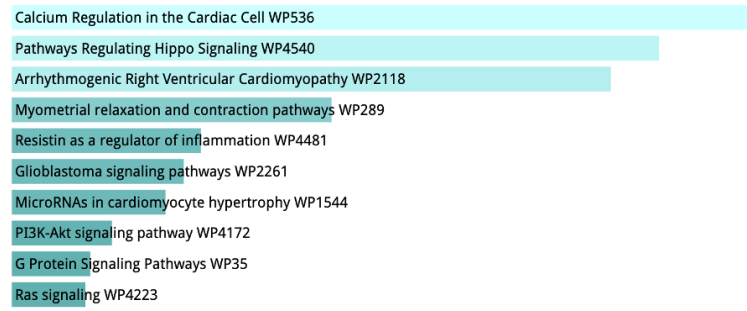 Calcium Regulation in the Cardiac Cell WP536
Pathways Regulating Hippo Signaling WP4540
Arrhythmogenic Right Ventricular Cardiomyopathy WP2118
Myometrial relaxation and contraction pathways WP289
Resistin as a regulator of inflammation WP4481
Glioblastoma signaling pathways WP2261
MicroRNAs in cardiomyocyte hypertrophy WP1544
PI3K-Akt signaling pathway WP4172
G Protein Signaling Pathways WP35
Ras signaling WP4223